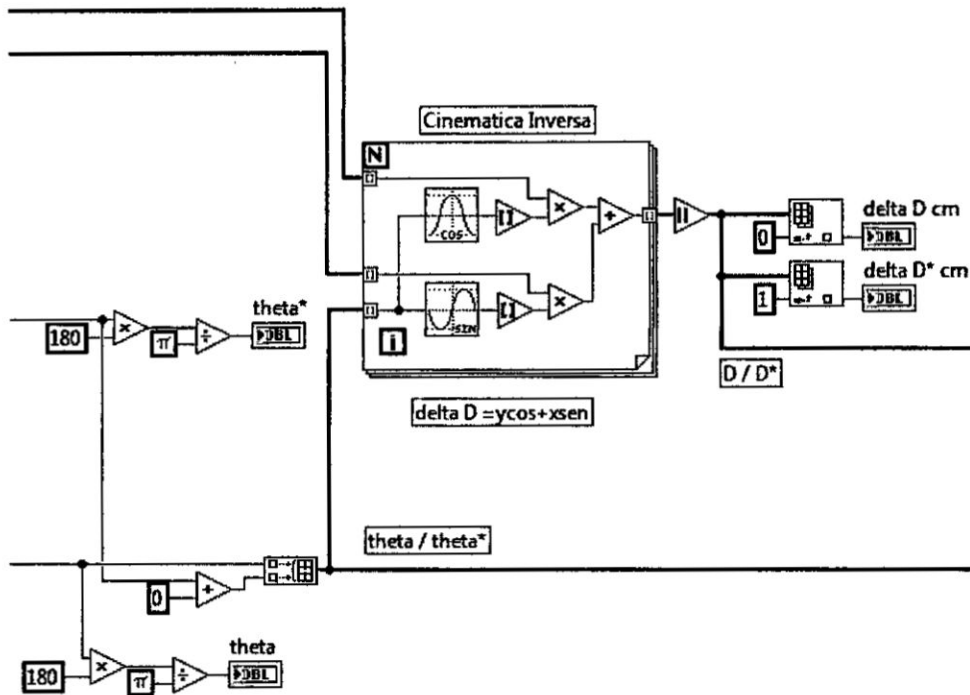 Cinematica Inversa
N
COS
SIN
i
delta D =ycos+xsen
0
delta D cm
DBL
1
delta D* cm
DBL
D / D*
theta*
180
π
DBL
theta / theta*
0
theta
180
π
DBL